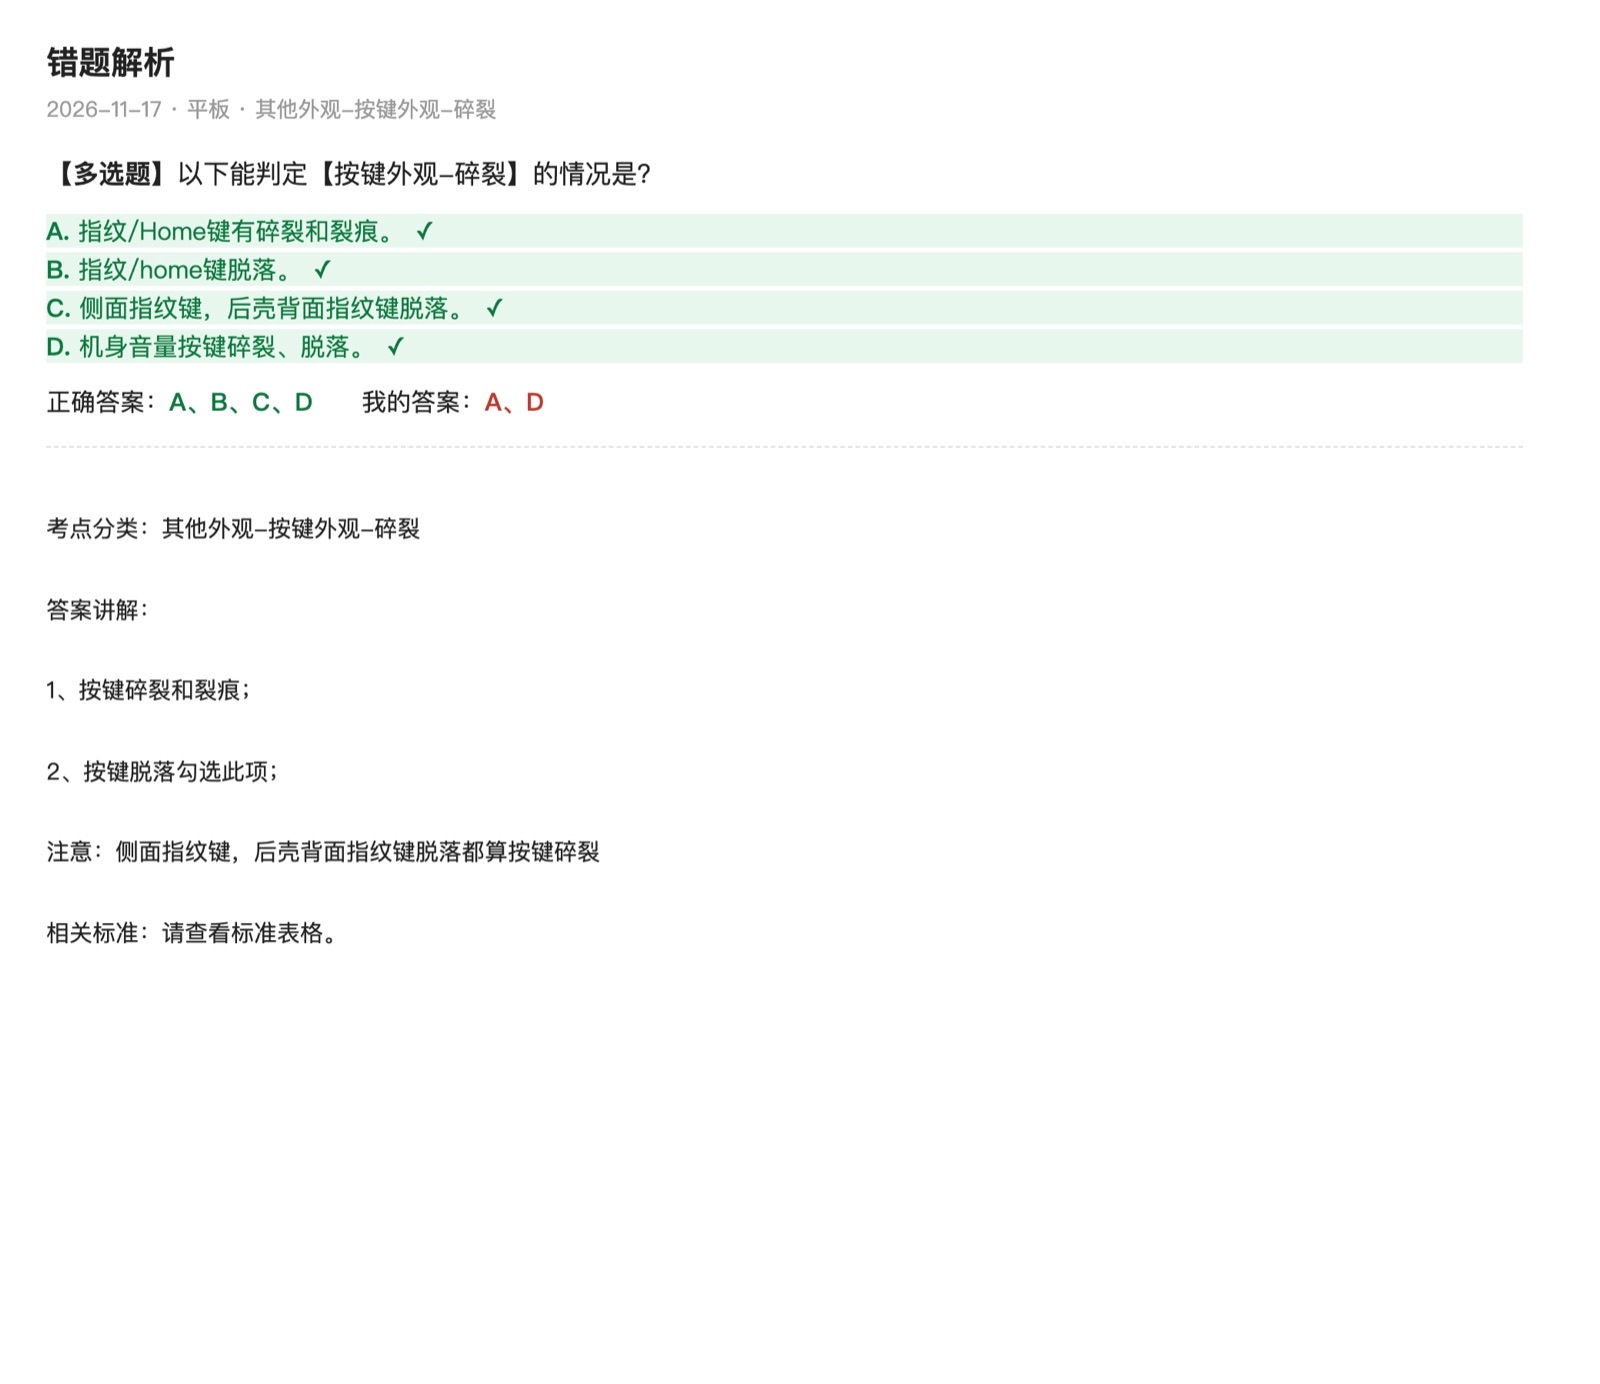 错题解析
2026-11-17 · 平板 · 其他外观-按键外观-碎裂
【多选题】以下能判定【按键外观-碎裂】的情况是?
A. 指纹/Home键有碎裂和裂痕。 ✓
B. 指纹/home键脱落。 ✓
C. 侧面指纹键，后壳背面指纹键脱落。 ✓
D. 机身音量按键碎裂、脱落。 ✓
正确答案：A、B、C、D 我的答案：A、D
考点分类：其他外观-按键外观-碎裂
答案讲解：
1、按键碎裂和裂痕；
2、按键脱落勾选此项；
注意：侧面指纹键，后壳背面指纹键脱落都算按键碎裂
相关标准：请查看标准表格。